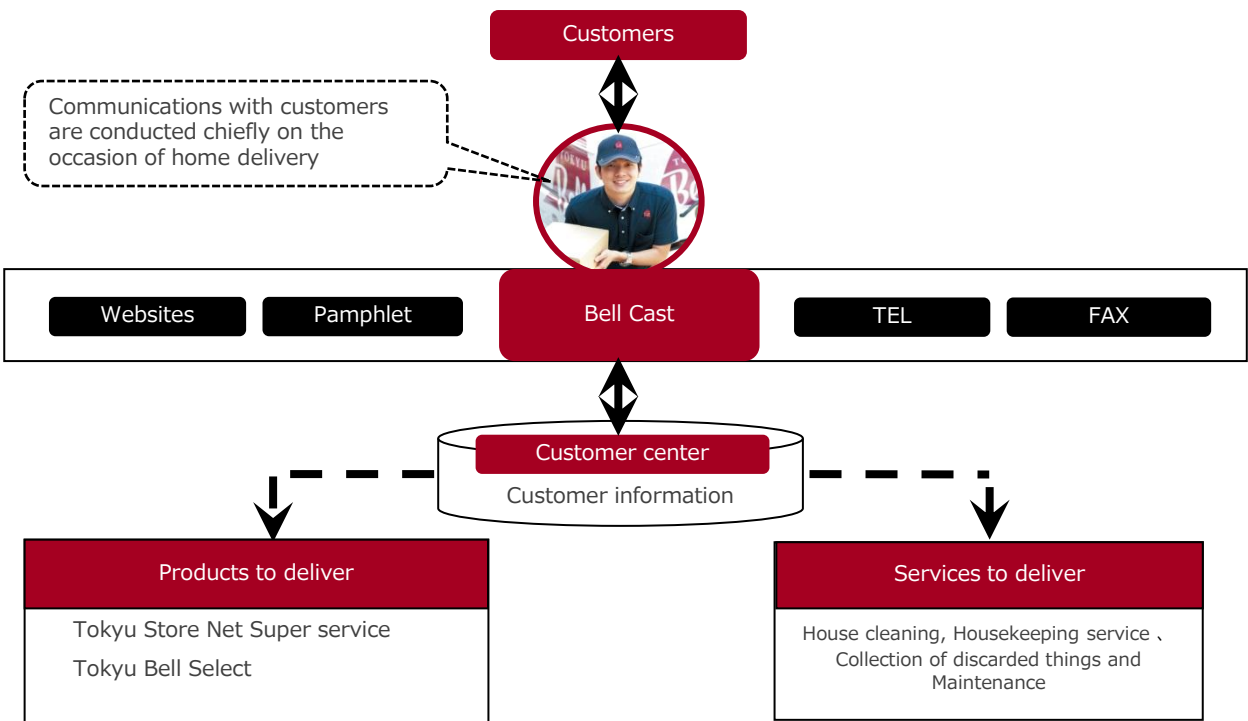 Customers
Communications with customers
are conducted chiefly on the
occasion of home delivery
TOKYU
Bell
Websites
Pamphlet
Bell Cast
TEL
FAX
Customer center
Customer information
Products to deliver
Tokyu Store Net Super service
Tokyu Bell Select
Services to deliver
House cleaning, Housekeeping service 、
Collection of discarded things and
Maintenance